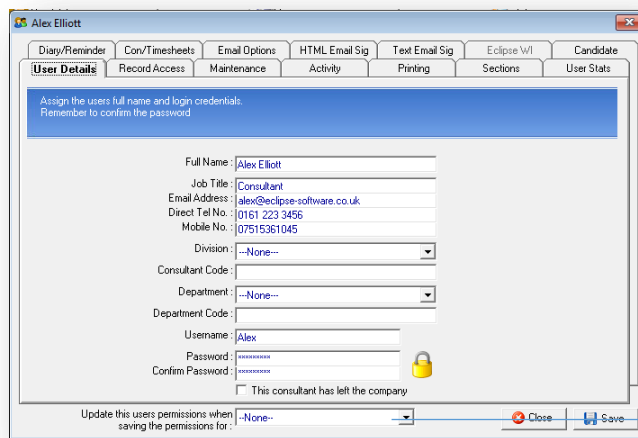 Alex Elliott
Diary/Reminder Con/Timesheets Email Options HTML Email Sig Text Email Sig Eclipse WI Candidate
User Details Record Access Maintenance Activity Printing Sections User Stats
Assign the users full name and login credentials.
Remember to confirm the password
Full Name : Alex Elliott
Job Title : Consultant
Email Address : alex@eclipse-software.co.uk
Direct Tel No. : 0161 223 3456
Mobile No. : 07515361045
Division : ---None---
Consultant Code :
Department : ---None---
Department Code :
Username : Alex
Password : *********
Confirm Password : *********
This consultant has left the company
Update this users permissions when
saving the permissions for : --None-- Close Save